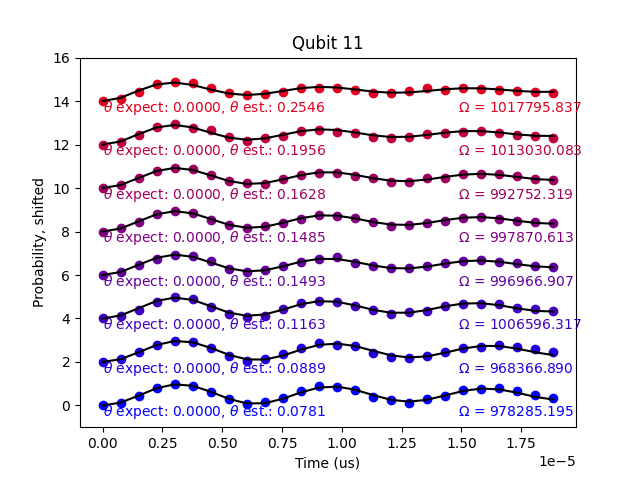 Qubit 11
Probability, shifted
16
14
12
10
8
6
4
2
0
θ expect: 0.0000, θ est.: 0.2546 Ω = 1017795.837
θ expect: 0.0000, θ est.: 0.1956 Ω = 1013030.083
θ expect: 0.0000, θ est.: 0.1628 Ω = 992752.319
θ expect: 0.0000, θ est.: 0.1485 Ω = 997870.613
θ expect: 0.0000, θ est.: 0.1493 Ω = 996966.907
θ expect: 0.0000, θ est.: 0.1163 Ω = 1006596.317
θ expect: 0.0000, θ est.: 0.0889 Ω = 968366.890
θ expect: 0.0000, θ est.: 0.0781 Ω = 978285.195
0.00 0.25 0.50 0.75 1.00 1.25 1.50 1.75
1e−5
Time (us)